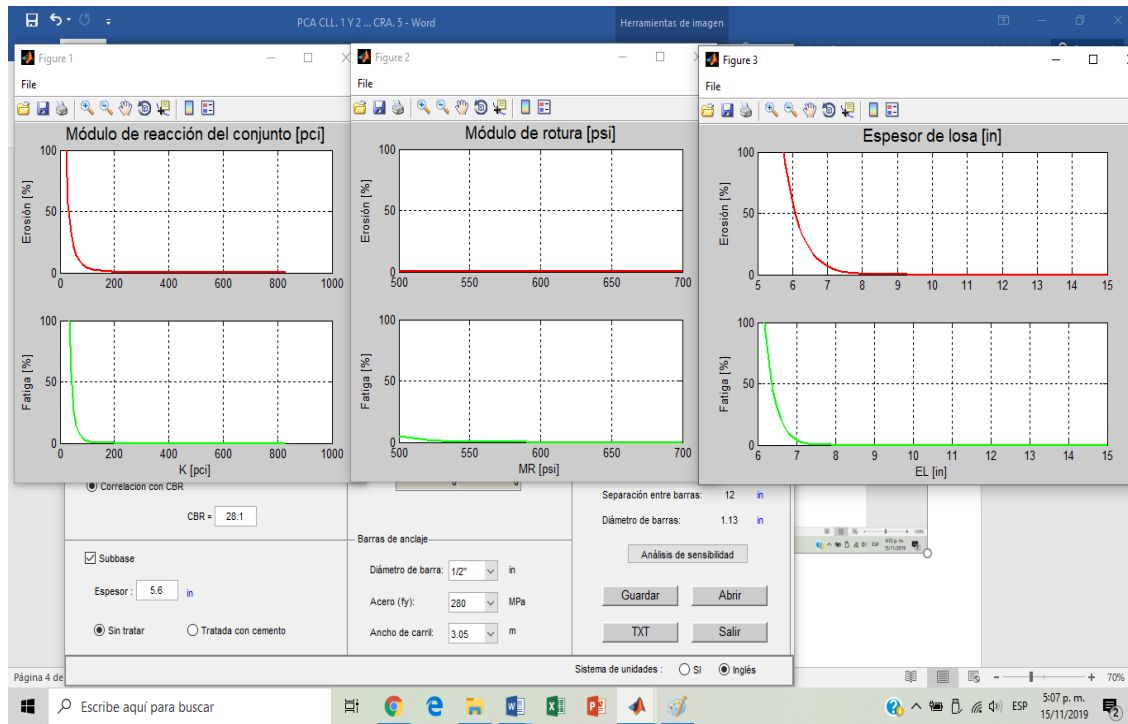 PCA CLL. 1 Y 2 ... CRA. 5 - Word
Herramientas de imagen
Figure 1
File
Módulo de reacción del conjunto [pci]
100
50
0
Erosión [%]
0 200 400 600 800 1000
100
50
0
Fatiga [%]
0 200 400 600 800 1000
K [pci]
Figure 2
File
Módulo de rotura [psi]
100
50
0
Erosión [%]
500 550 600 650 700
100
50
0
Fatiga [%]
500 550 600 650 700
MR [psi]
Figure 3
File
Espesor de losa [in]
100
50
0
Erosión [%]
5 6 7 8 9 10 11 12 13 14 15
100
50
0
Fatiga [%]
6 7 8 9 10 11 12 13 14 15
EL [in]
Correlación con CBR
CBR = 28.1
Subbase
Espesor : 5.6 in
Sin tratar Tratada con cemento
Barras de anclaje
Diámetro de barra: 1/2" in
Acero (fy): 280 MPa
Ancho de carril: 3.05 m
Separación entre barras: 12 in
Diámetro de barras: 1.13 in
Análisis de sensibilidad
Guardar Abrir
TXT Salir
Sistema de unidades : SI Inglés
Página 4 de
70%
Escribe aquí para buscar
ESP
5:07 p. m.
15/11/2019
2